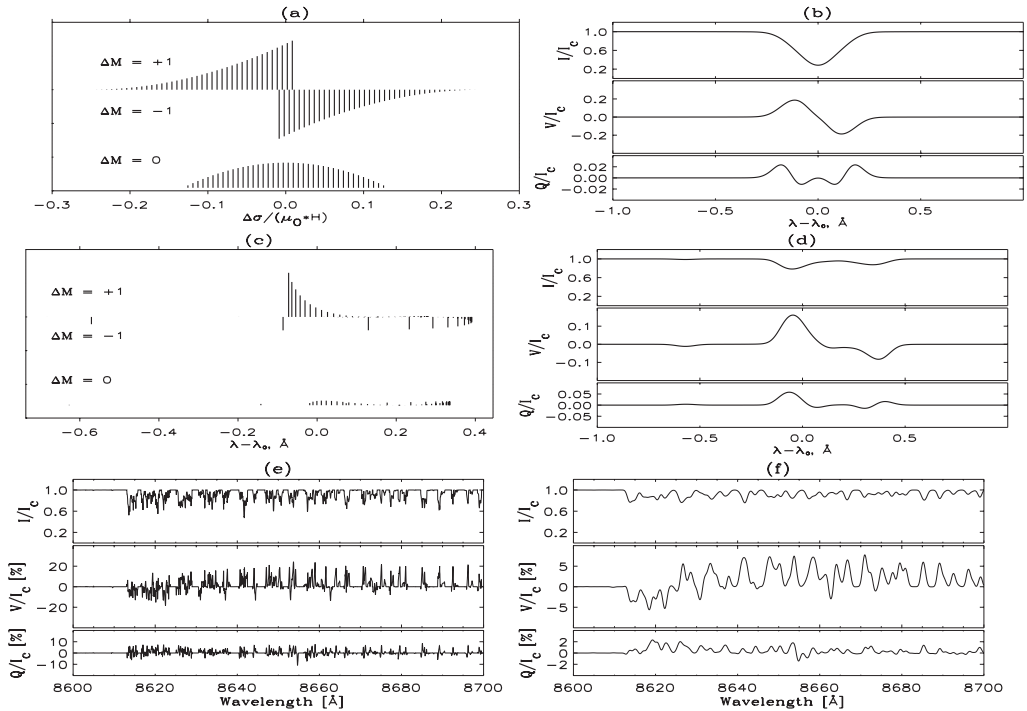 (a)
ΔM = +1
ΔM = −1
ΔM = 0
−0.3 −0.2 −0.1 0.0 0.1 0.2 0.3
Δσ/(μ₀*H)
(b)
I/Ic
1.0
0.6
0.2
V/Ic
0.2
0.0
−0.2
Q/Ic
0.02
0.00
−0.02
−1.0 −0.5 0.0 0.5
λ−λ₀, Å
(c)
ΔM = +1
ΔM = −1
ΔM = 0
−0.6 −0.4 −0.2 0.0 0.2 0.4
λ−λ₀, Å
(d)
I/Ic
1.0
0.6
0.2
V/Ic
0.1
0.0
−0.1
Q/Ic
0.05
0.00
−0.05
−1.0 −0.5 0.0 0.5
λ−λ₀, Å
(e)
I/Ic
1.0
0.6
0.2
V/Ic [%]
20
0
−20
Q/Ic [%]
10
0
−10
8600 8620 8640 8660 8680 8700
Wavelength [Å]
(f)
I/Ic
1.0
0.6
0.2
V/Ic [%]
5
0
−5
Q/Ic [%]
2
0
−2
8600 8620 8640 8660 8680 8700
Wavelength [Å]